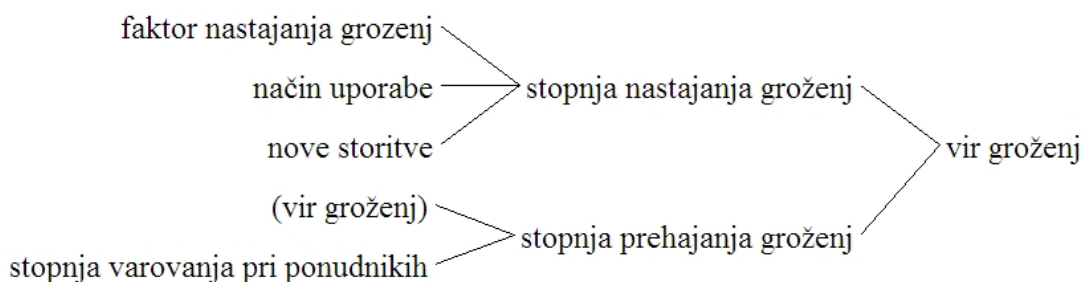 faktor nastajanja grozenj
način uporabe
stopnja nastajanja groženj
nove storitve
vir groženj
(vir groženj)
stopnja prehajanja groženj
stopnja varovanja pri ponudnikih